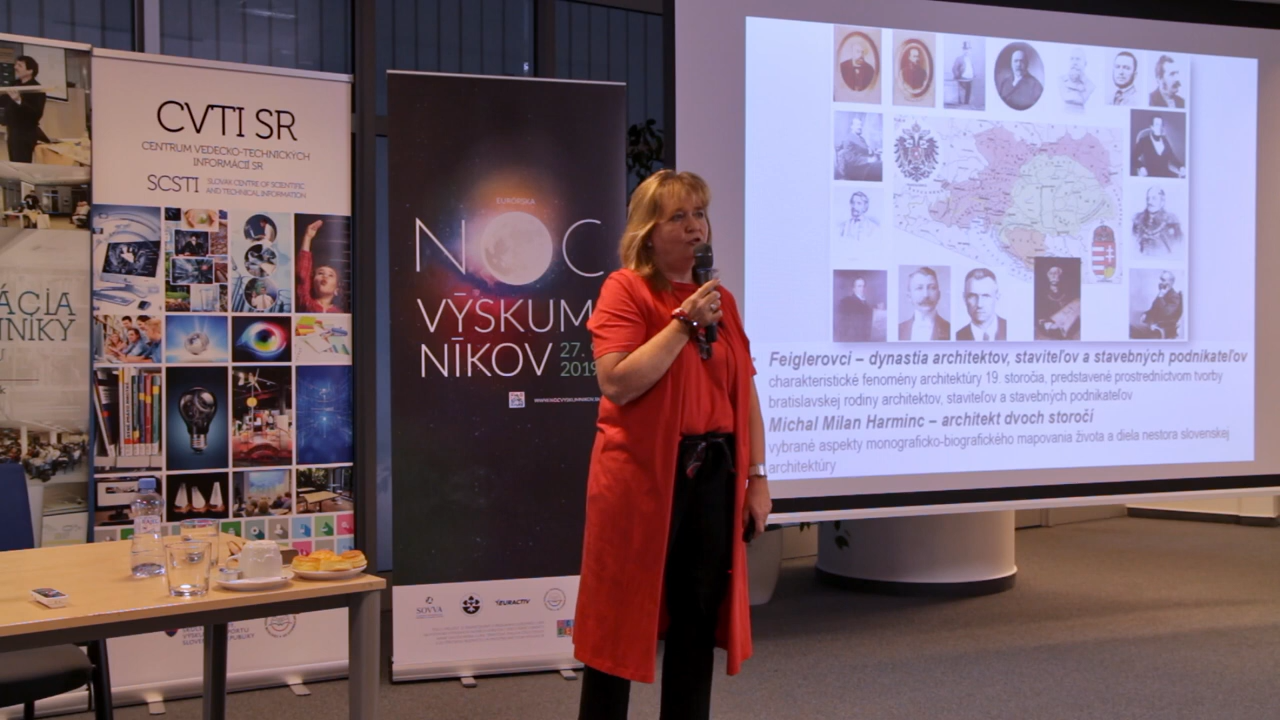 ÁCIA
NÍKY
CVTI SR
CENTRUM VEDECKO-TECHNICKÝCH
INFORMÁCIÍ SR
SCSTI
SLOVAK CENTRE OF SCIENTIFIC
AND TECHNICAL INFORMATION
EURÓPSKA
NOC
VÝSKUM
NÍKOV
27.
2019
SOVVA
EURACTIV
Feiglerovci – dynastia architektov, staviteľov a stavebných podnikateľov
charakteristické fenomény architektúry 19. storočia, predstavené prostredníctvom tvorby
bratislavskej rodiny architektov, staviteľov a stavebných podnikateľov
Michal Milan Harminc – architekt dvoch storočí
vybrané aspekty monograficko-biografického mapovania života a diela nestora slovenskej
architektúry